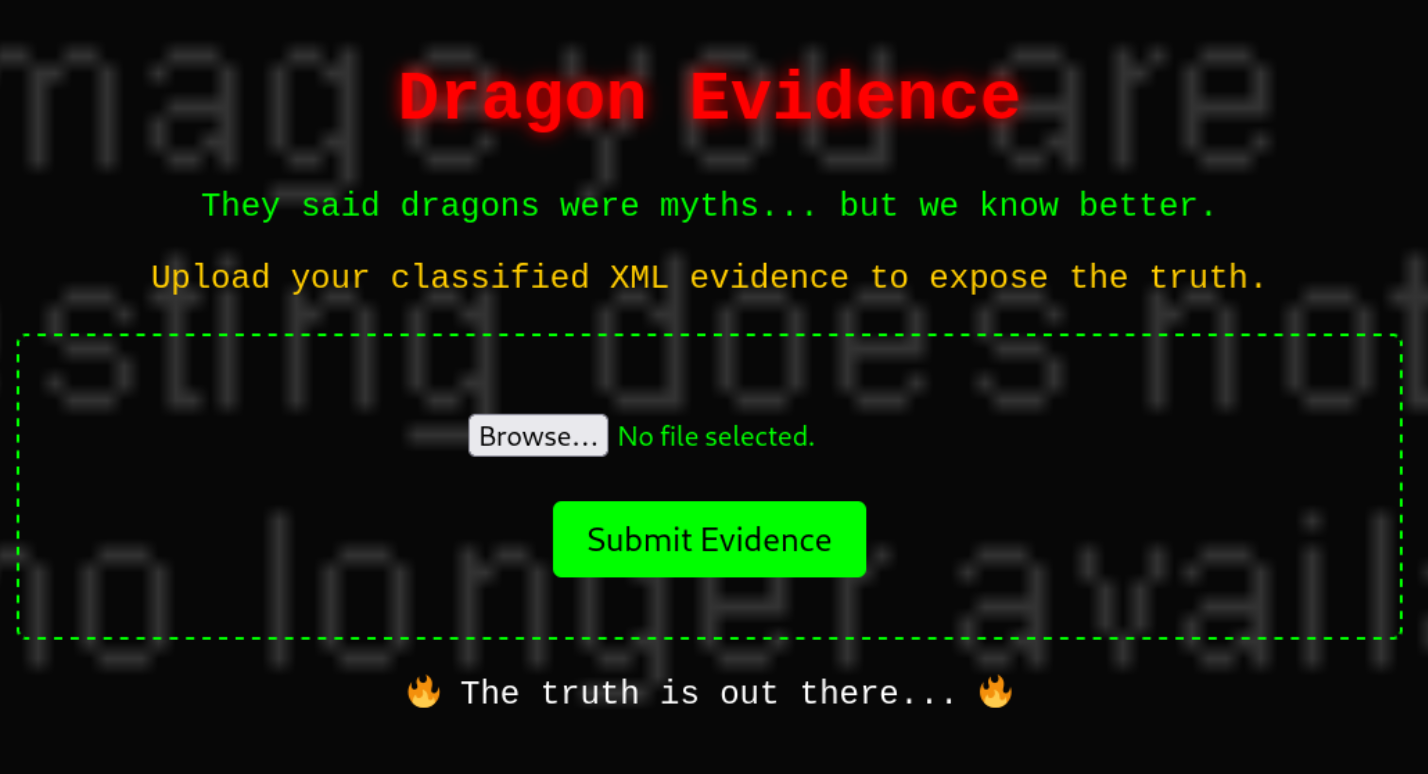 mage you are
Dragon Evidence
They said dragons were myths... but we know better.
Upload your classified XML evidence to expose the truth.
sting does not
Browse... No file selected.
Submit Evidence
no longer avail
🔥 The truth is out there... 🔥